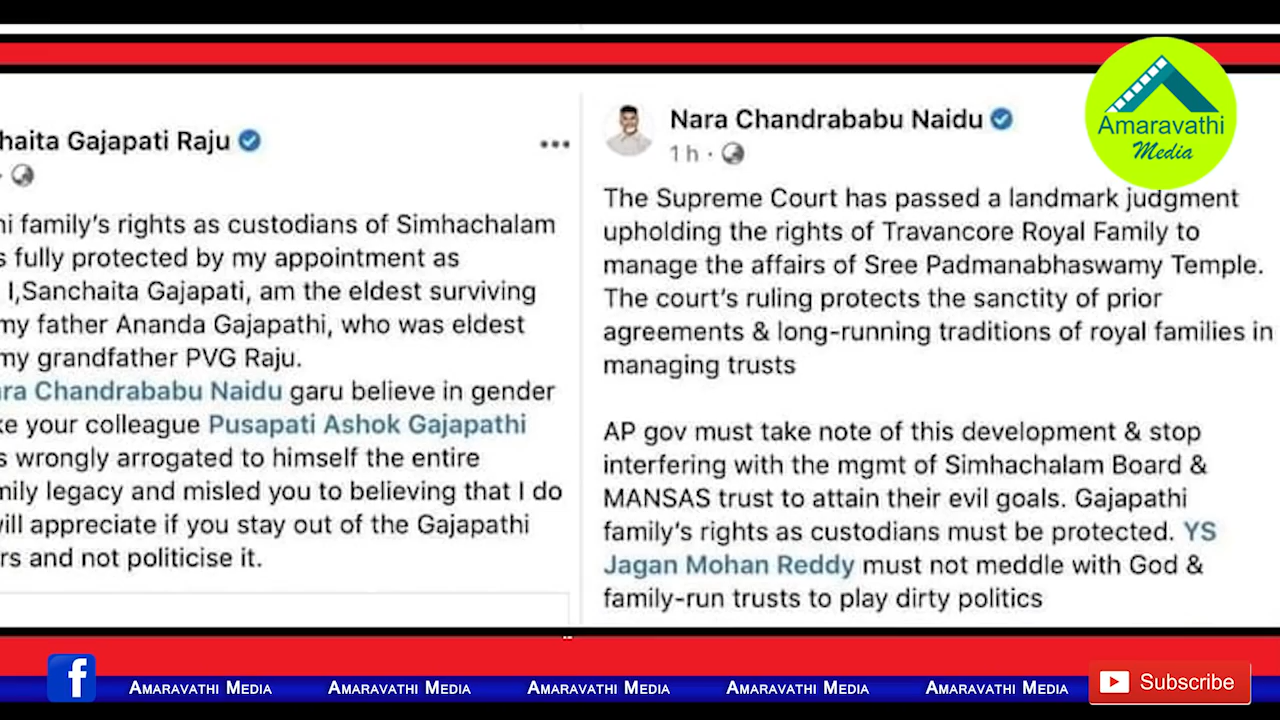 haita Gajapati Raju
family's rights as custodians of Simhachalam
fully protected by my appointment as
I,Sanchaita Gajapati, am the eldest surviving
my father Ananda Gajapathi, who was eldest
my grandfather PVG Raju.
Chandrababu Naidu garu believe in gender
your colleague Pusapati Ashok Gajapathi
wrongly arrogated to himself the entire
legacy and misled you to believing that I do
appreciate if you stay out of the Gajapathi
and not politicise it.
Nara Chandrababu Naidu
1 h ·
The Supreme Court has passed a landmark judgment
upholding the rights of Travancore Royal Family to
manage the affairs of Sree Padmanabhaswamy Temple.
The court's ruling protects the sanctity of prior
agreements & long-running traditions of royal families in
managing trusts
AP gov must take note of this development & stop
interfering with the mgmt of Simhachalam Board &
MANSAS trust to attain their evil goals. Gajapathi
family's rights as custodians must be protected. YS
Jagan Mohan Reddy must not meddle with God &
family-run trusts to play dirty politics
Amaravathi
Media
f
Amaravathi Media Amaravathi Media Amaravathi Media Amaravathi Media Amaravathi Media
Subscribe